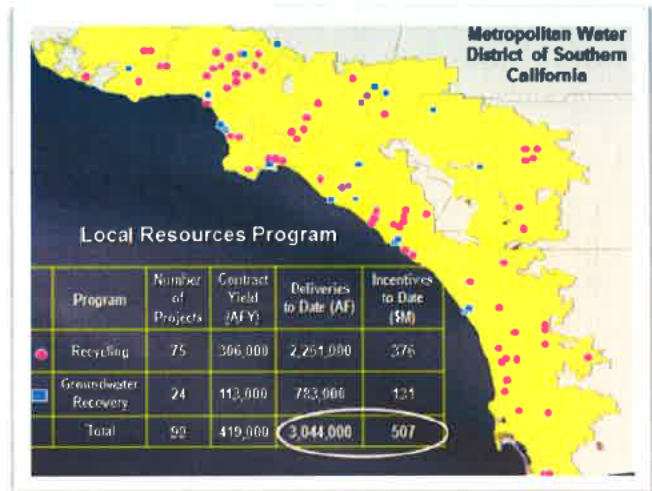 Metropolitan Water
District of Southern
California
Local Resources Program
Program
Number of Projects
Contract Yield (AFY)
Deliveries to Date (AF)
Incentives to Date ($M)
Recycling 75 306,000 2,261,000 376
Groundwater Recovery 24 113,000 783,000 131
Total 99 419,000 3,044,000 507